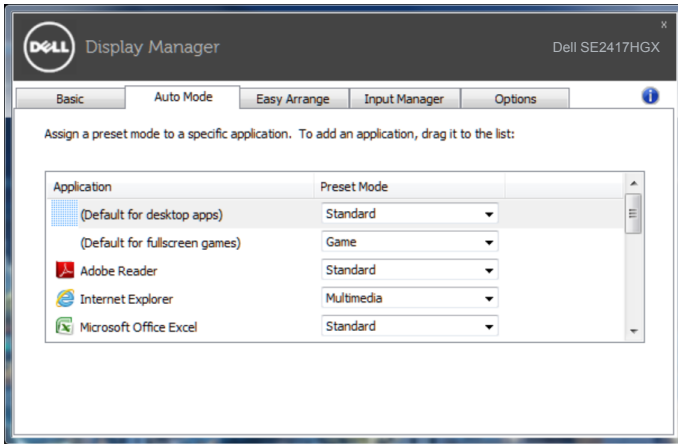 DELL Display Manager
x
Dell SE2417HGX
Basic Auto Mode Easy Arrange Input Manager Options i
Assign a preset mode to a specific application. To add an application, drag it to the list:
Application Preset Mode
(Default for desktop apps) Standard
(Default for fullscreen games) Game
Adobe Reader Standard
Internet Explorer Multimedia
Microsoft Office Excel Standard